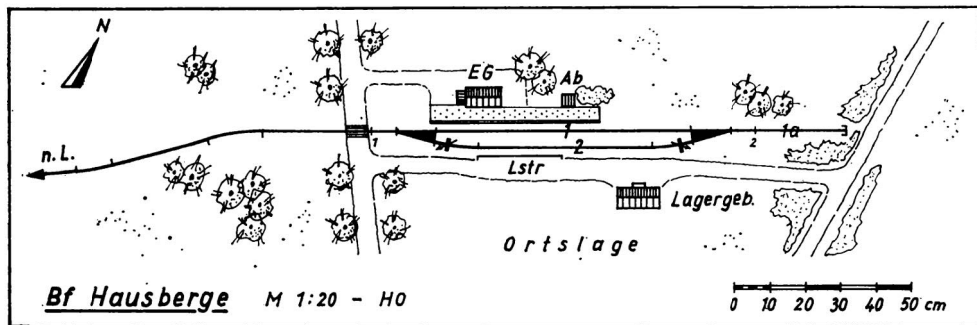 N
EG
Ab
1
1a
1
2
2
n.L.
Lstr
Lagergeb.
Ortslage
Bf Hausberge M 1:20 - H0
0 10 20 30 40 50 cm